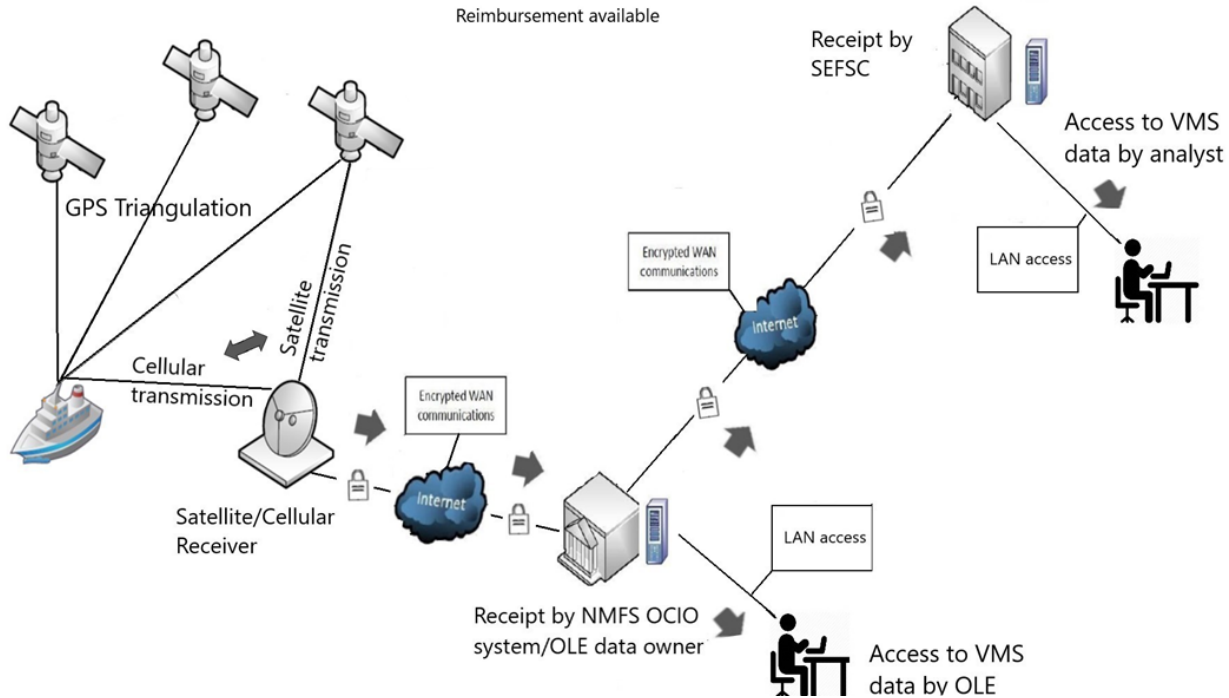 Reimbursement available
Receipt by
SEFSC
Access to VMS
data by analyst
GPS Triangulation
Encrypted WAN
communications
LAN access
Internet
Satellite
transmission
Cellular
transmission
Encrypted WAN
communications
Internet
Satellite/Cellular
Receiver
LAN access
Receipt by NMFS OCIO
system/OLE data owner
Access to VMS
data by OLE